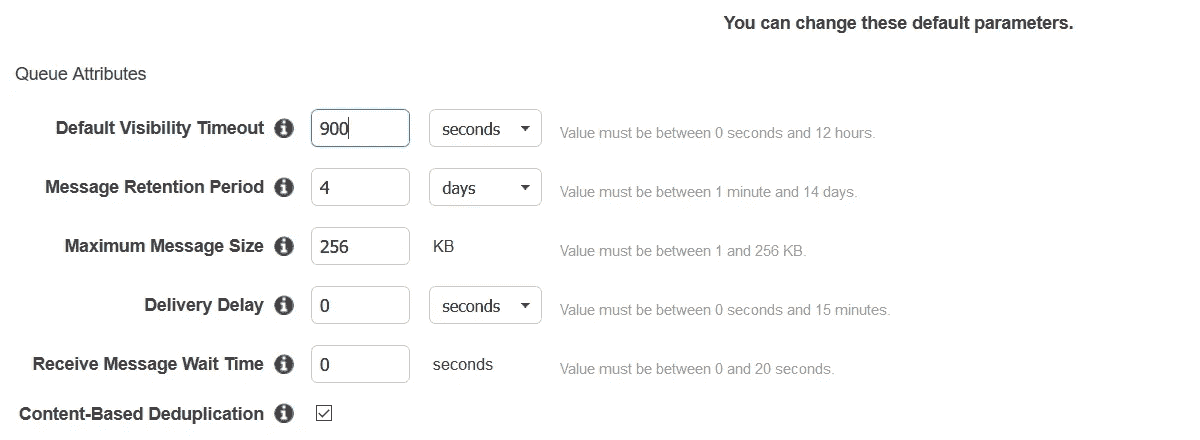 You can change these default parameters.
Queue Attributes
Default Visibility Timeout 900 seconds Value must be between 0 seconds and 12 hours.
Message Retention Period 4 days Value must be between 1 minute and 14 days.
Maximum Message Size 256 KB Value must be between 1 and 256 KB.
Delivery Delay 0 seconds Value must be between 0 seconds and 15 minutes.
Receive Message Wait Time 0 seconds Value must be between 0 and 20 seconds.
Content-Based Deduplication